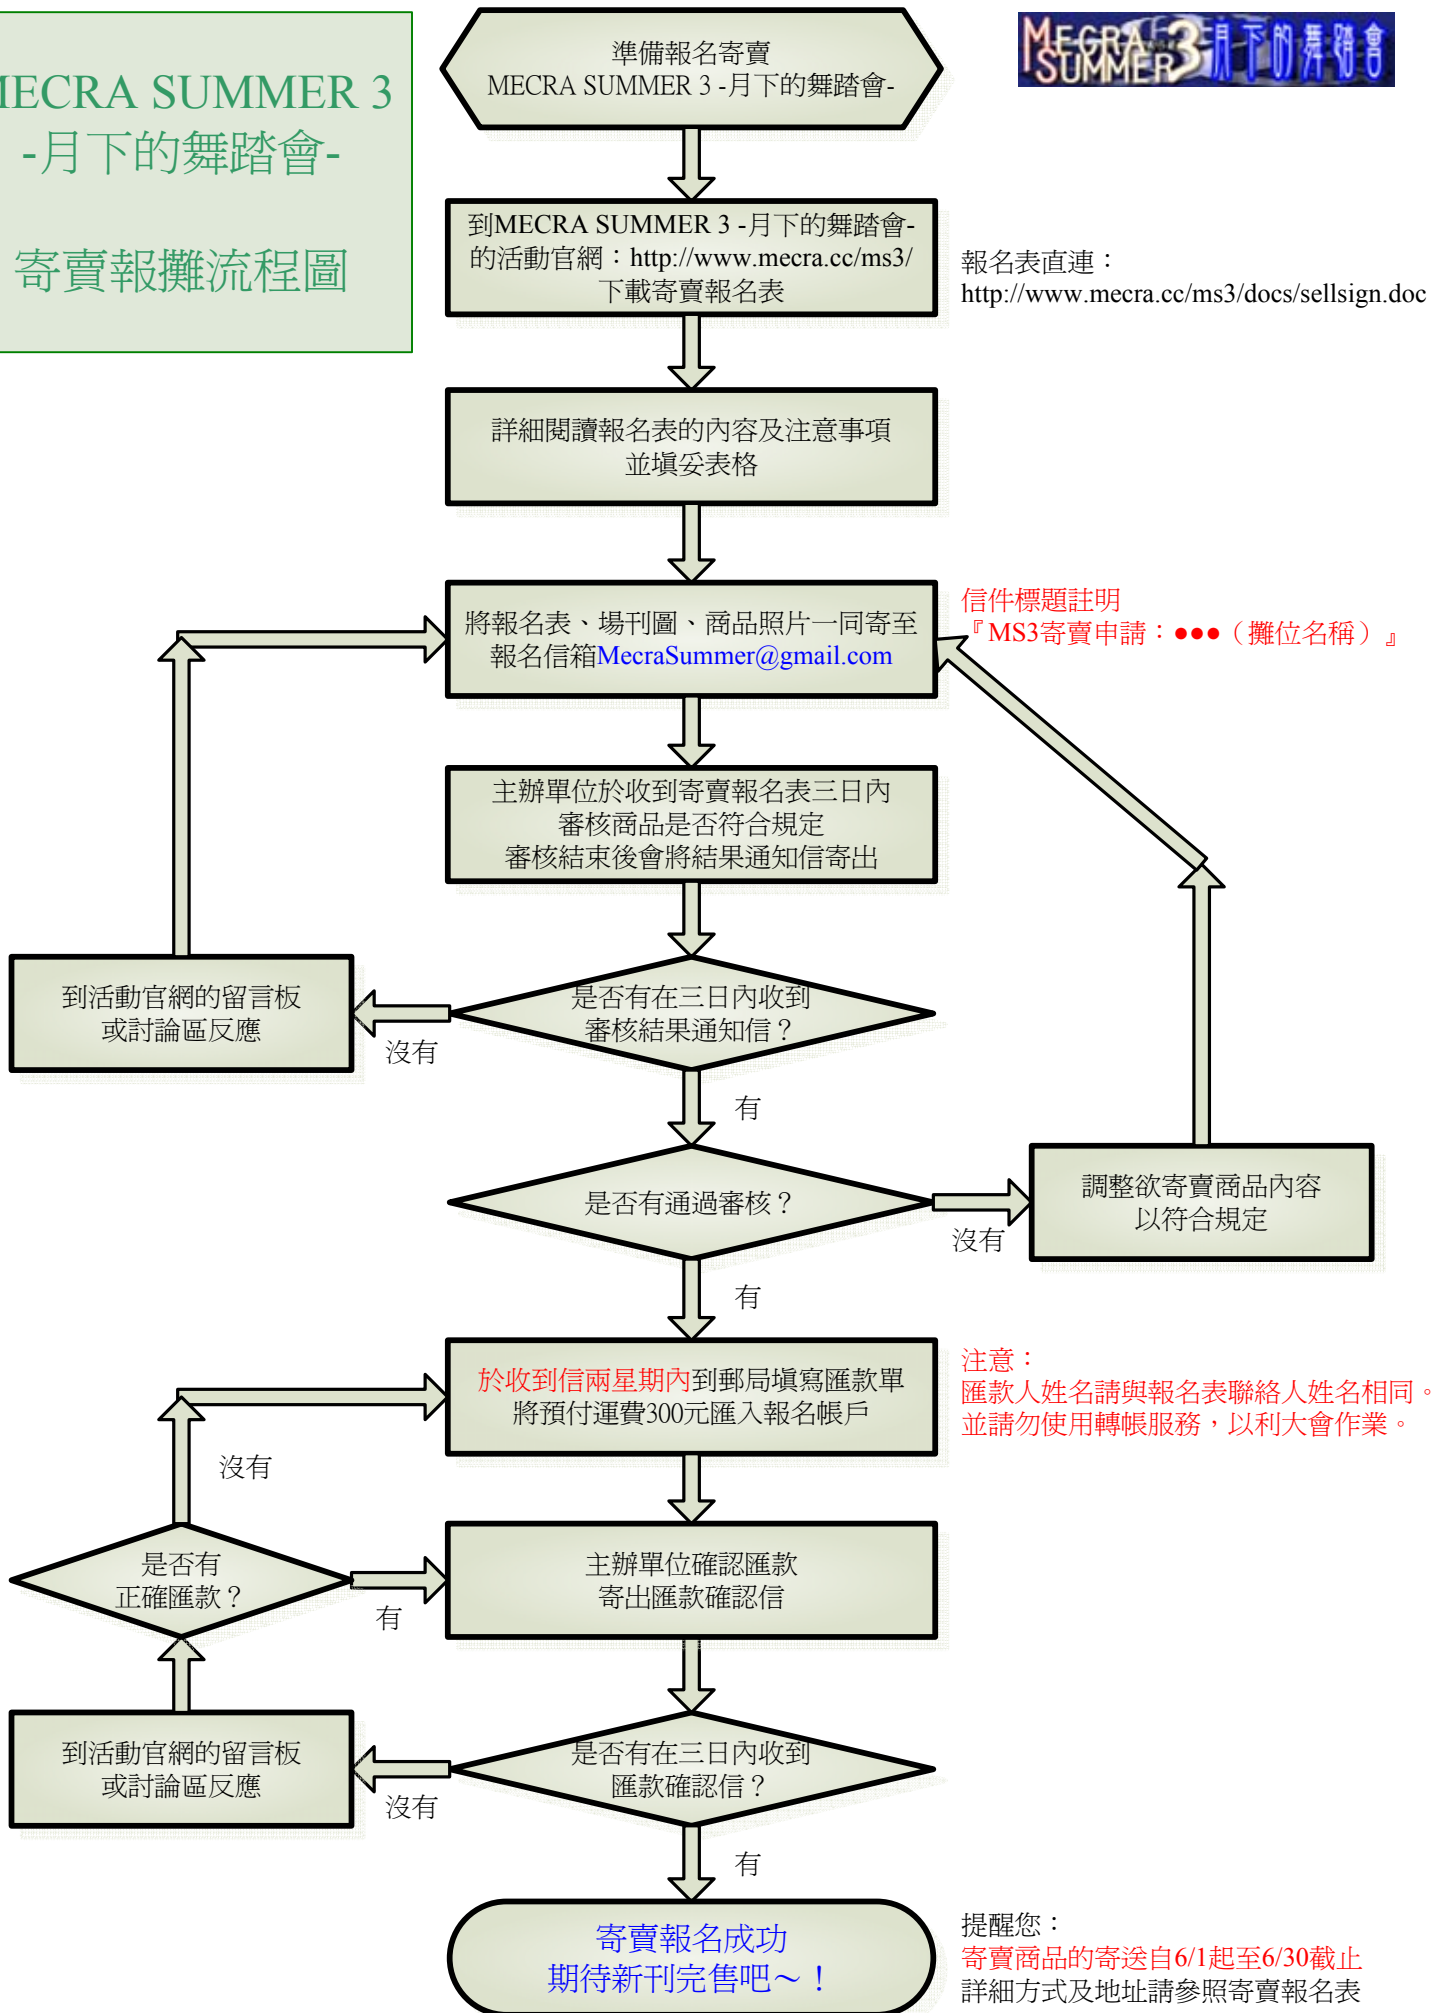 MECRA SUMMER 3
-月下的舞踏會-
寄賣報攤流程圖
MECRA SUMMER 3 月下的舞踏會
準備報名寄賣
MECRA SUMMER 3 -月下的舞踏會-
到MECRA SUMMER 3 -月下的舞踏會-
的活動官網：http://www.mecra.cc/ms3/
下載寄賣報名表
報名表直連：
http://www.mecra.cc/ms3/docs/sellsign.doc
詳細閱讀報名表的內容及注意事項
並填妥表格
將報名表、場刊圖、商品照片一同寄至
報名信箱MecraSummer@gmail.com
信件標題註明
『MS3寄賣申請：●●●（攤位名稱）』
主辦單位於收到寄賣報名表三日內
審核商品是否符合規定
審核結束後會將結果通知信寄出
是否有在三日內收到
審核結果通知信？
沒有
到活動官網的留言板
或討論區反應
有
是否有通過審核？
沒有
調整欲寄賣商品內容
以符合規定
有
於收到信兩星期內到郵局填寫匯款單
將預付運費300元匯入報名帳戶
注意：
匯款人姓名請與報名表聯絡人姓名相同。
並請勿使用轉帳服務，以利大會作業。
沒有
是否有
正確匯款？
有
主辦單位確認匯款
寄出匯款確認信
到活動官網的留言板
或討論區反應
沒有
是否有在三日內收到
匯款確認信？
有
寄賣報名成功
期待新刊完售吧～！
提醒您：
寄賣商品的寄送自6/1起至6/30截止
詳細方式及地址請參照寄賣報名表